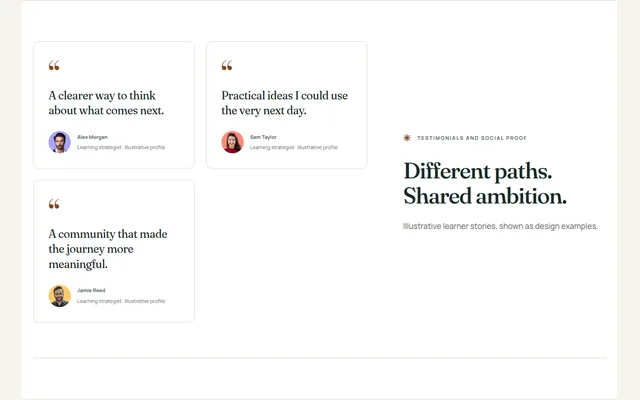 “
A clearer way to think
about what comes next.
Alex Morgan
Learning strategist · Illustrative profile
“
Practical ideas I could use
the very next day.
Sam Taylor
Learning strategist · Illustrative profile
“
A community that made
the journey more
meaningful.
Jamie Reed
Learning strategist · Illustrative profile
TESTIMONIALS AND SOCIAL PROOF
Different paths.
Shared ambition.
Illustrative learner stories, shown as design examples.